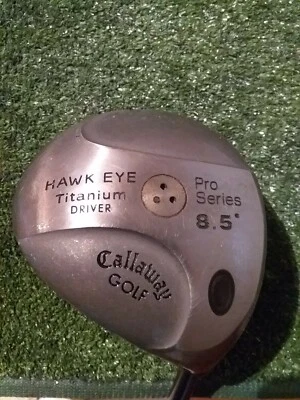 HAWK EYE
Titanium
DRIVER
Pro
Series
8.5°
Callaway
GOLF